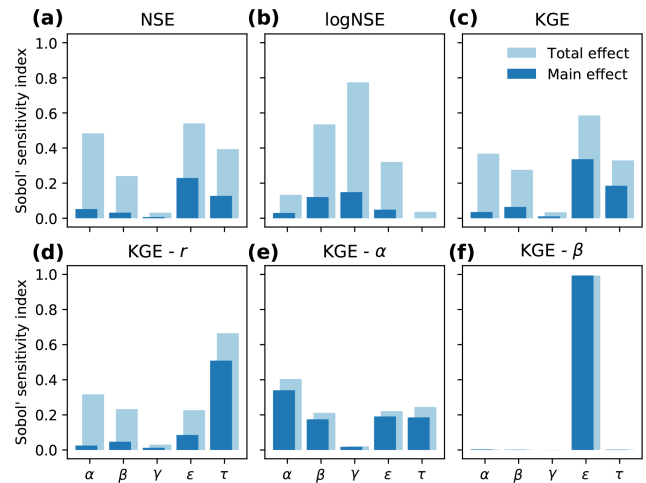 (a) NSE (b) logNSE (c) KGE
1.0
0.8
0.6
0.4
0.2
0.0
Sobol' sensitivity index
Total effect
Main effect
(d) KGE - r (e) KGE - α (f) KGE - β
1.0
0.8
0.6
0.4
0.2
0.0
Sobol' sensitivity index
α β γ ε τ α β γ ε τ α β γ ε τ